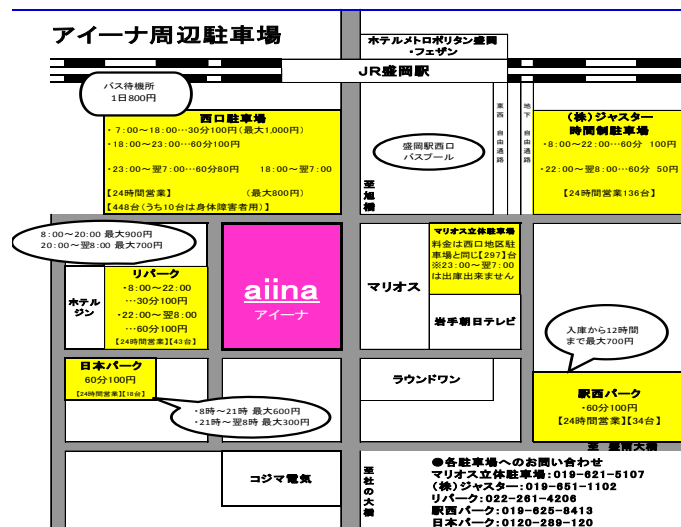 アイーナ周辺駐車場
ホテルメトロポリタン盛岡
・フェザン
JR盛岡駅
バス待機所
1日800円
西口駐車場
・7:00～18:00…30分100円(最大1,000円)
・18:00～23:00…60分100円
・23:00～翌7:00…60分80円 18:00～翌7:00
【24時間営業】 (最大800円)
【448台(うち10台は身体障害者用)】
盛岡駅西口
バスプール
東西自由通路
地下自由通路
(株)ジャスター
時間制駐車場
・8:00～22:00…60分 100円
・22:00～翌8:00…60分 50円
【24時間営業136台】
至旭橋
8:00～20:00 最大900円
20:00～翌8:00 最大700円
ホテル
ジン
リパーク
・8:00～22:00
…30分100円
・22:00～翌8:00
…60分100円
【24時間営業】【43台】
aiina
アイーナ
マリオス
マリオス立体駐車場
料金は西口地区駐
車場と同じ【297】台
※23:00～翌7:00
は出庫出来ません
岩手朝日テレビ
入庫から12時間
まで最大700円
日本パーク
60分100円
【24時間営業】【18台】
・8時～21時 最大600円
・21時～翌8時 最大300円
ラウンドワン
駅西パーク
・60分100円
【24時間営業】【34台】
至 盛南大橋
コジマ電気
至杜の大橋
●各駐車場へのお問い合わせ
マリオス立体駐車場:019-621-5107
(株)ジャスター:019-651-1102
リパーク:022-261-4206
駅西パーク:019-625-8413
日本パーク:0120-289-120